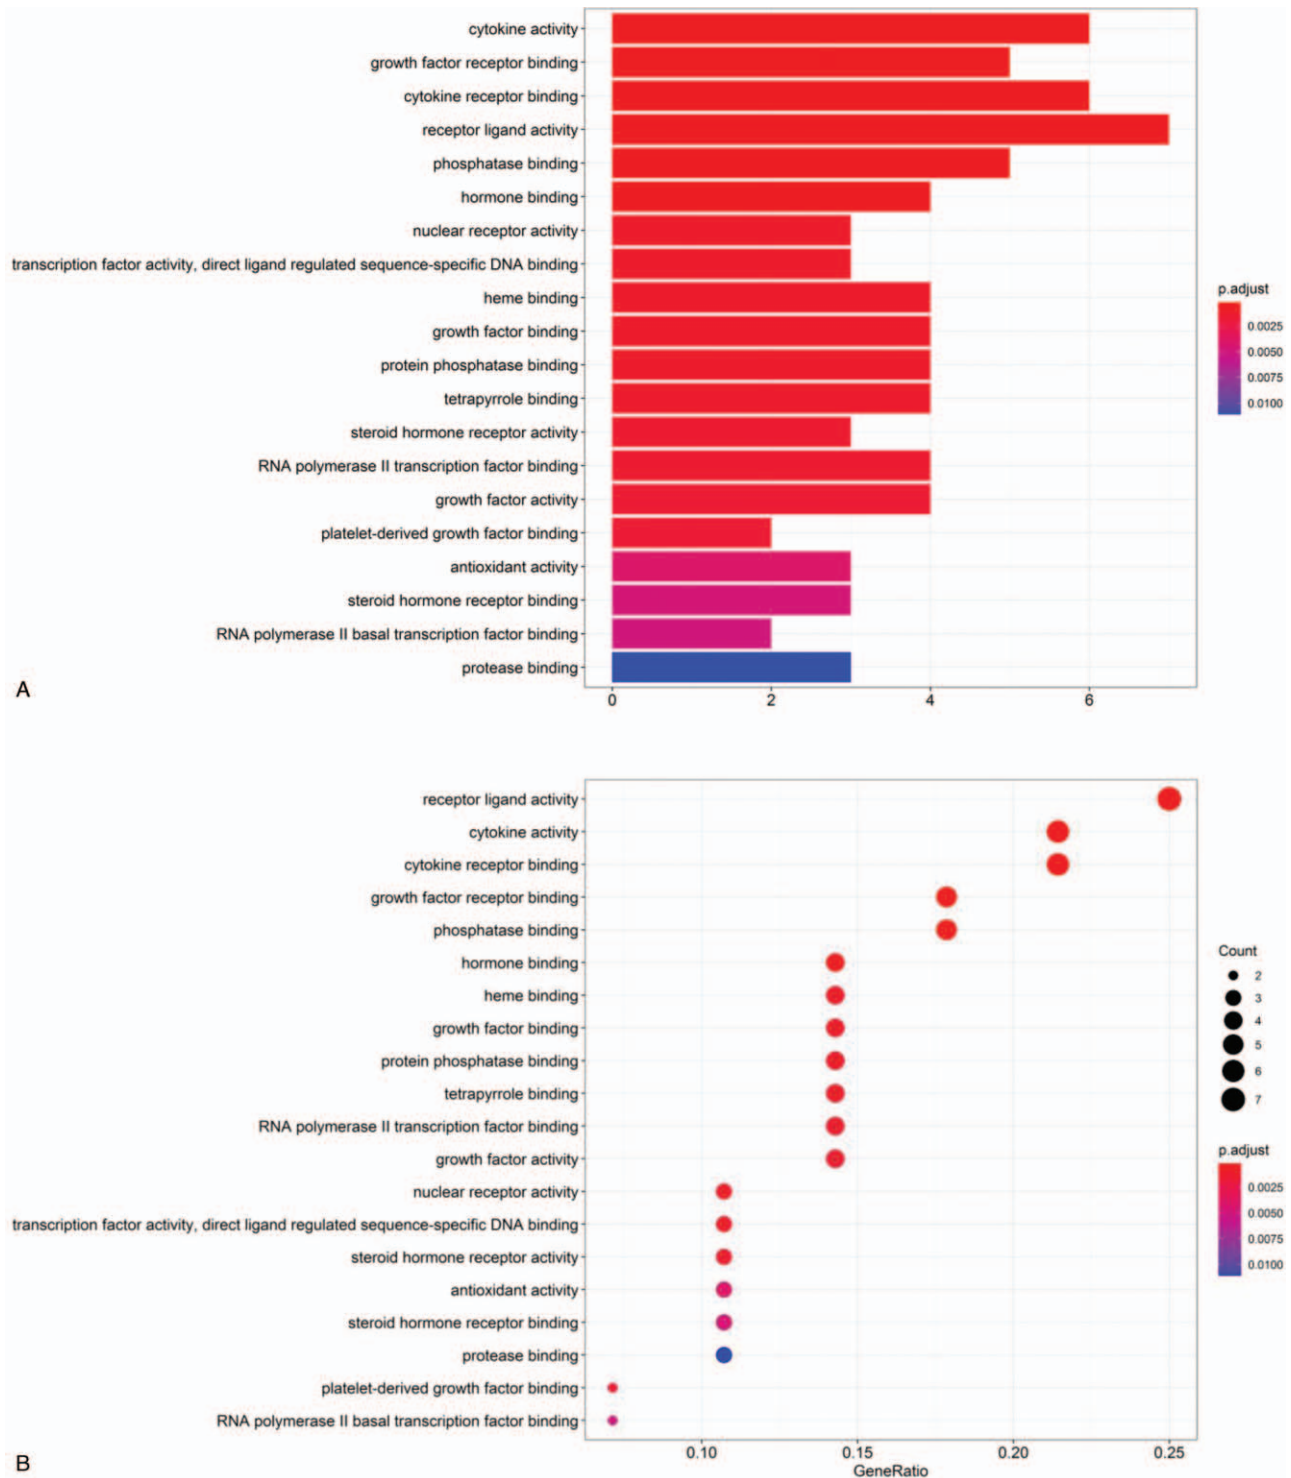 cytokine activity
growth factor receptor binding
cytokine receptor binding
receptor ligand activity
phosphatase binding
hormone binding
nuclear receptor activity
transcription factor activity, direct ligand regulated sequence-specific DNA binding
heme binding
growth factor binding
protein phosphatase binding
tetrapyrrole binding
steroid hormone receptor activity
RNA polymerase II transcription factor binding
growth factor activity
platelet-derived growth factor binding
antioxidant activity
steroid hormone receptor binding
RNA polymerase II basal transcription factor binding
protease binding
0 2 4 6
p.adjust
0.0025
0.0050
0.0075
0.0100
A
receptor ligand activity
cytokine activity
cytokine receptor binding
growth factor receptor binding
phosphatase binding
hormone binding
heme binding
growth factor binding
protein phosphatase binding
tetrapyrrole binding
RNA polymerase II transcription factor binding
growth factor activity
nuclear receptor activity
transcription factor activity, direct ligand regulated sequence-specific DNA binding
steroid hormone receptor activity
antioxidant activity
steroid hormone receptor binding
protease binding
platelet-derived growth factor binding
RNA polymerase II basal transcription factor binding
0.10 0.15 0.20 0.25
GeneRatio
Count
2
3
4
5
6
7
p.adjust
0.0025
0.0050
0.0075
0.0100
B